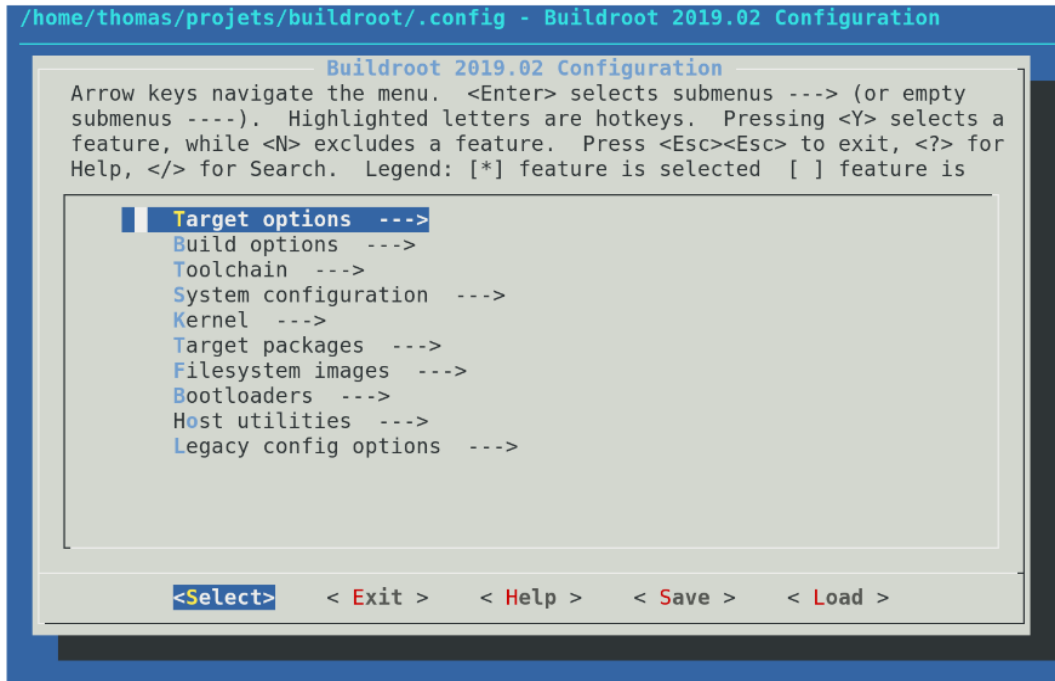 /home/thomas/projets/buildroot/.config - Buildroot 2019.02 Configuration
Buildroot 2019.02 Configuration
Arrow keys navigate the menu.  <Enter> selects submenus ---> (or empty
submenus ----).  Highlighted letters are hotkeys.  Pressing <Y> selects a
feature, while <N> excludes a feature.  Press <Esc><Esc> to exit, <?> for
Help, </> for Search.  Legend: [*] feature is selected  [ ] feature is
Target options  --->
Build options  --->
Toolchain  --->
System configuration  --->
Kernel  --->
Target packages  --->
Filesystem images  --->
Bootloaders  --->
Host utilities  --->
Legacy config options  --->
<Select>    < Exit >    < Help >    < Save >    < Load >